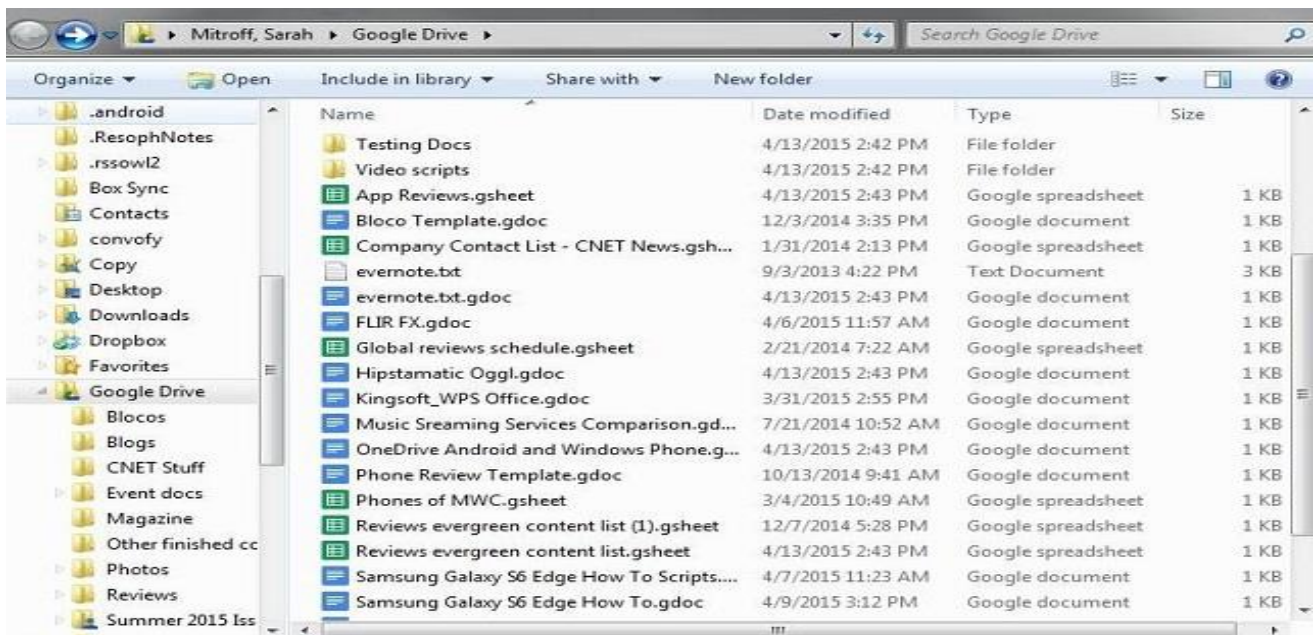 Mitroff, Sarah Google Drive Search Google Drive
Organize Open Include in library Share with New folder
.android
.ResophNotes
.rssowl2
Box Sync
Contacts
convofy
Copy
Desktop
Downloads
Dropbox
Favorites
Google Drive
Blocos
Blogs
CNET Stuff
Event docs
Magazine
Other finished cc
Photos
Reviews
Summer 2015 Iss
Name Date modified Type Size
Testing Docs 4/13/2015 2:42 PM File folder
Video scripts 4/13/2015 2:42 PM File folder
App Reviews.gsheet 4/13/2015 2:43 PM Google spreadsheet 1 KB
Bloco Template.gdoc 12/3/2014 3:35 PM Google document 1 KB
Company Contact List - CNET News.gsh... 1/31/2014 2:13 PM Google spreadsheet 1 KB
evernote.txt 9/3/2013 4:22 PM Text Document 3 KB
evernote.txt.gdoc 4/13/2015 2:43 PM Google document 1 KB
FLIR FX.gdoc 4/6/2015 11:57 AM Google document 1 KB
Global reviews schedule.gsheet 2/21/2014 7:22 AM Google spreadsheet 1 KB
Hipstamatic Oggl.gdoc 4/13/2015 2:43 PM Google document 1 KB
Kingsoft_WPS Office.gdoc 3/31/2015 2:55 PM Google document 1 KB
Music Sreaming Services Comparison.gd... 7/21/2014 10:52 AM Google document 1 KB
OneDrive Android and Windows Phone.g... 4/13/2015 2:43 PM Google document 1 KB
Phone Review Template.gdoc 10/13/2014 9:41 AM Google document 1 KB
Phones of MWC.gsheet 3/4/2015 10:49 AM Google spreadsheet 1 KB
Reviews evergreen content list (1).gsheet 12/7/2014 5:28 PM Google spreadsheet 1 KB
Reviews evergreen content list.gsheet 4/13/2015 2:43 PM Google spreadsheet 1 KB
Samsung Galaxy S6 Edge How To Scripts.... 4/7/2015 11:23 AM Google document 1 KB
Samsung Galaxy S6 Edge How To.gdoc 4/9/2015 3:12 PM Google document 1 KB